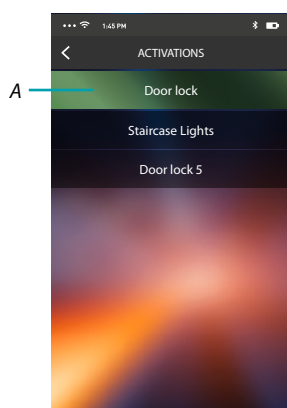 1:45 PM
ACTIVATIONS
A
Door lock
Staircase Lights
Door lock 5